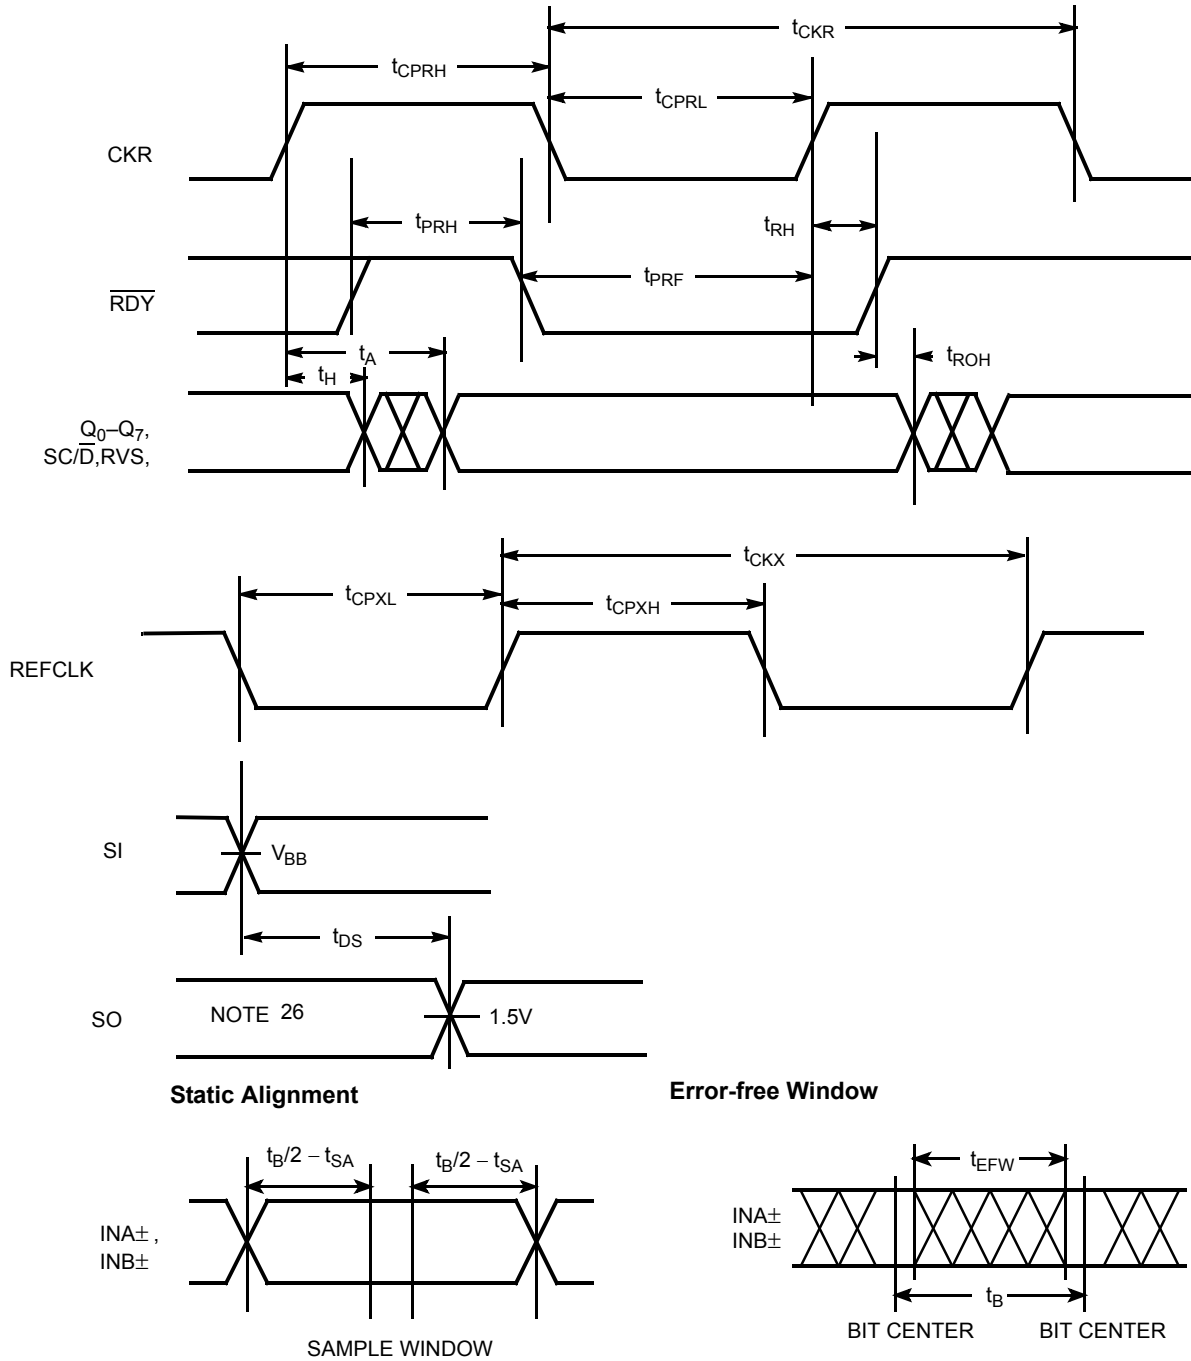 tCKR
tCPRH
tCPRL
CKR
tPRH
tRH
tPRF
RDY
tA
tROH
tH
Q0–Q7,
SC/D,RVS,
tCKX
tCPXL
tCPXH
REFCLK
SI
VBB
tDS
SO
NOTE 26
1.5V
Static Alignment
Error-free Window
tB/2 − tSA
tB/2 − tSA
tEFW
INA± ,
INB±
INA±
INB±
tB
BIT CENTER
BIT CENTER
SAMPLE WINDOW